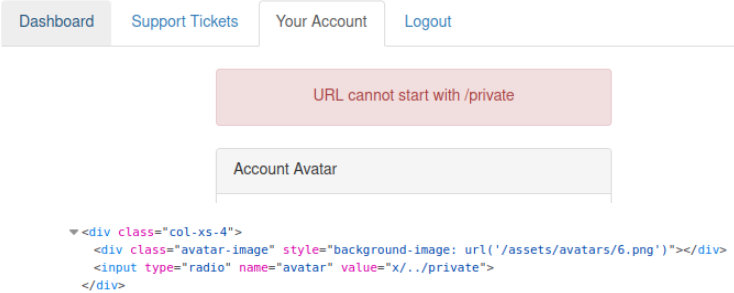 Dashboard Support Tickets Your Account Logout
URL cannot start with /private
Account Avatar
▼<div class="col-xs-4">
<div class="avatar-image" style="background-image: url('/assets/avatars/6.png')"></div>
<input type="radio" name="avatar" value="x/../private">
</div>